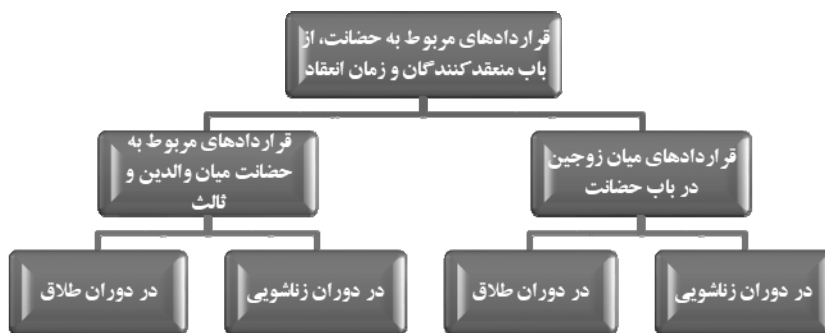 قراردادهای مربوط به حضانت، از
باب منعقدکنندگان و زمان انعقاد
قراردادهای میان زوجین
در باب حضانت
قراردادهای مربوط به
حضانت میان والدین و
ثالث
در دوران زناشویی
در دوران طلاق
در دوران زناشویی
در دوران طلاق